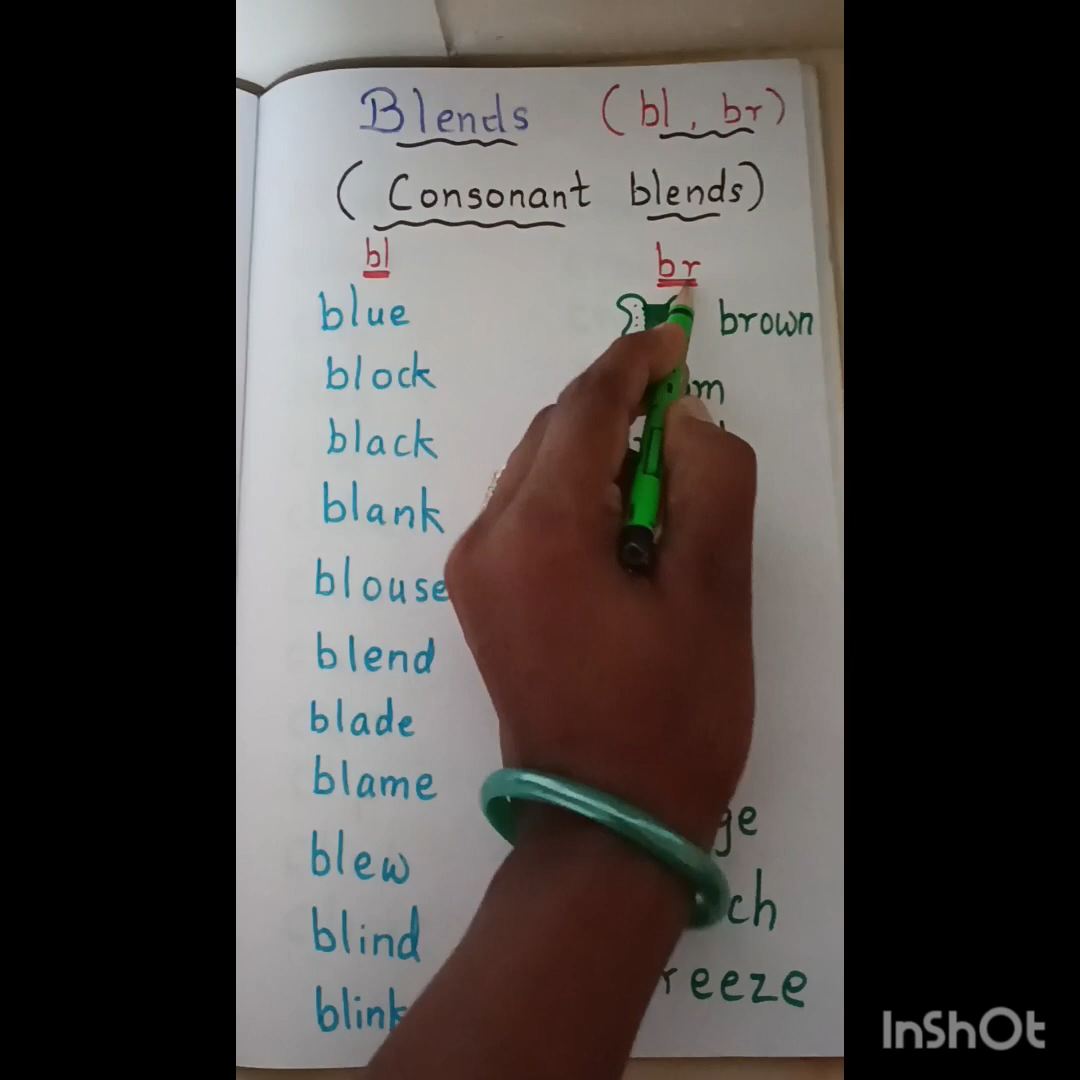 Blends (bl, br)
(Consonant blends)
bl br
blue brown
block
black
blank
blouse
blend
blade
blame
blew
blind
blink
InShOt